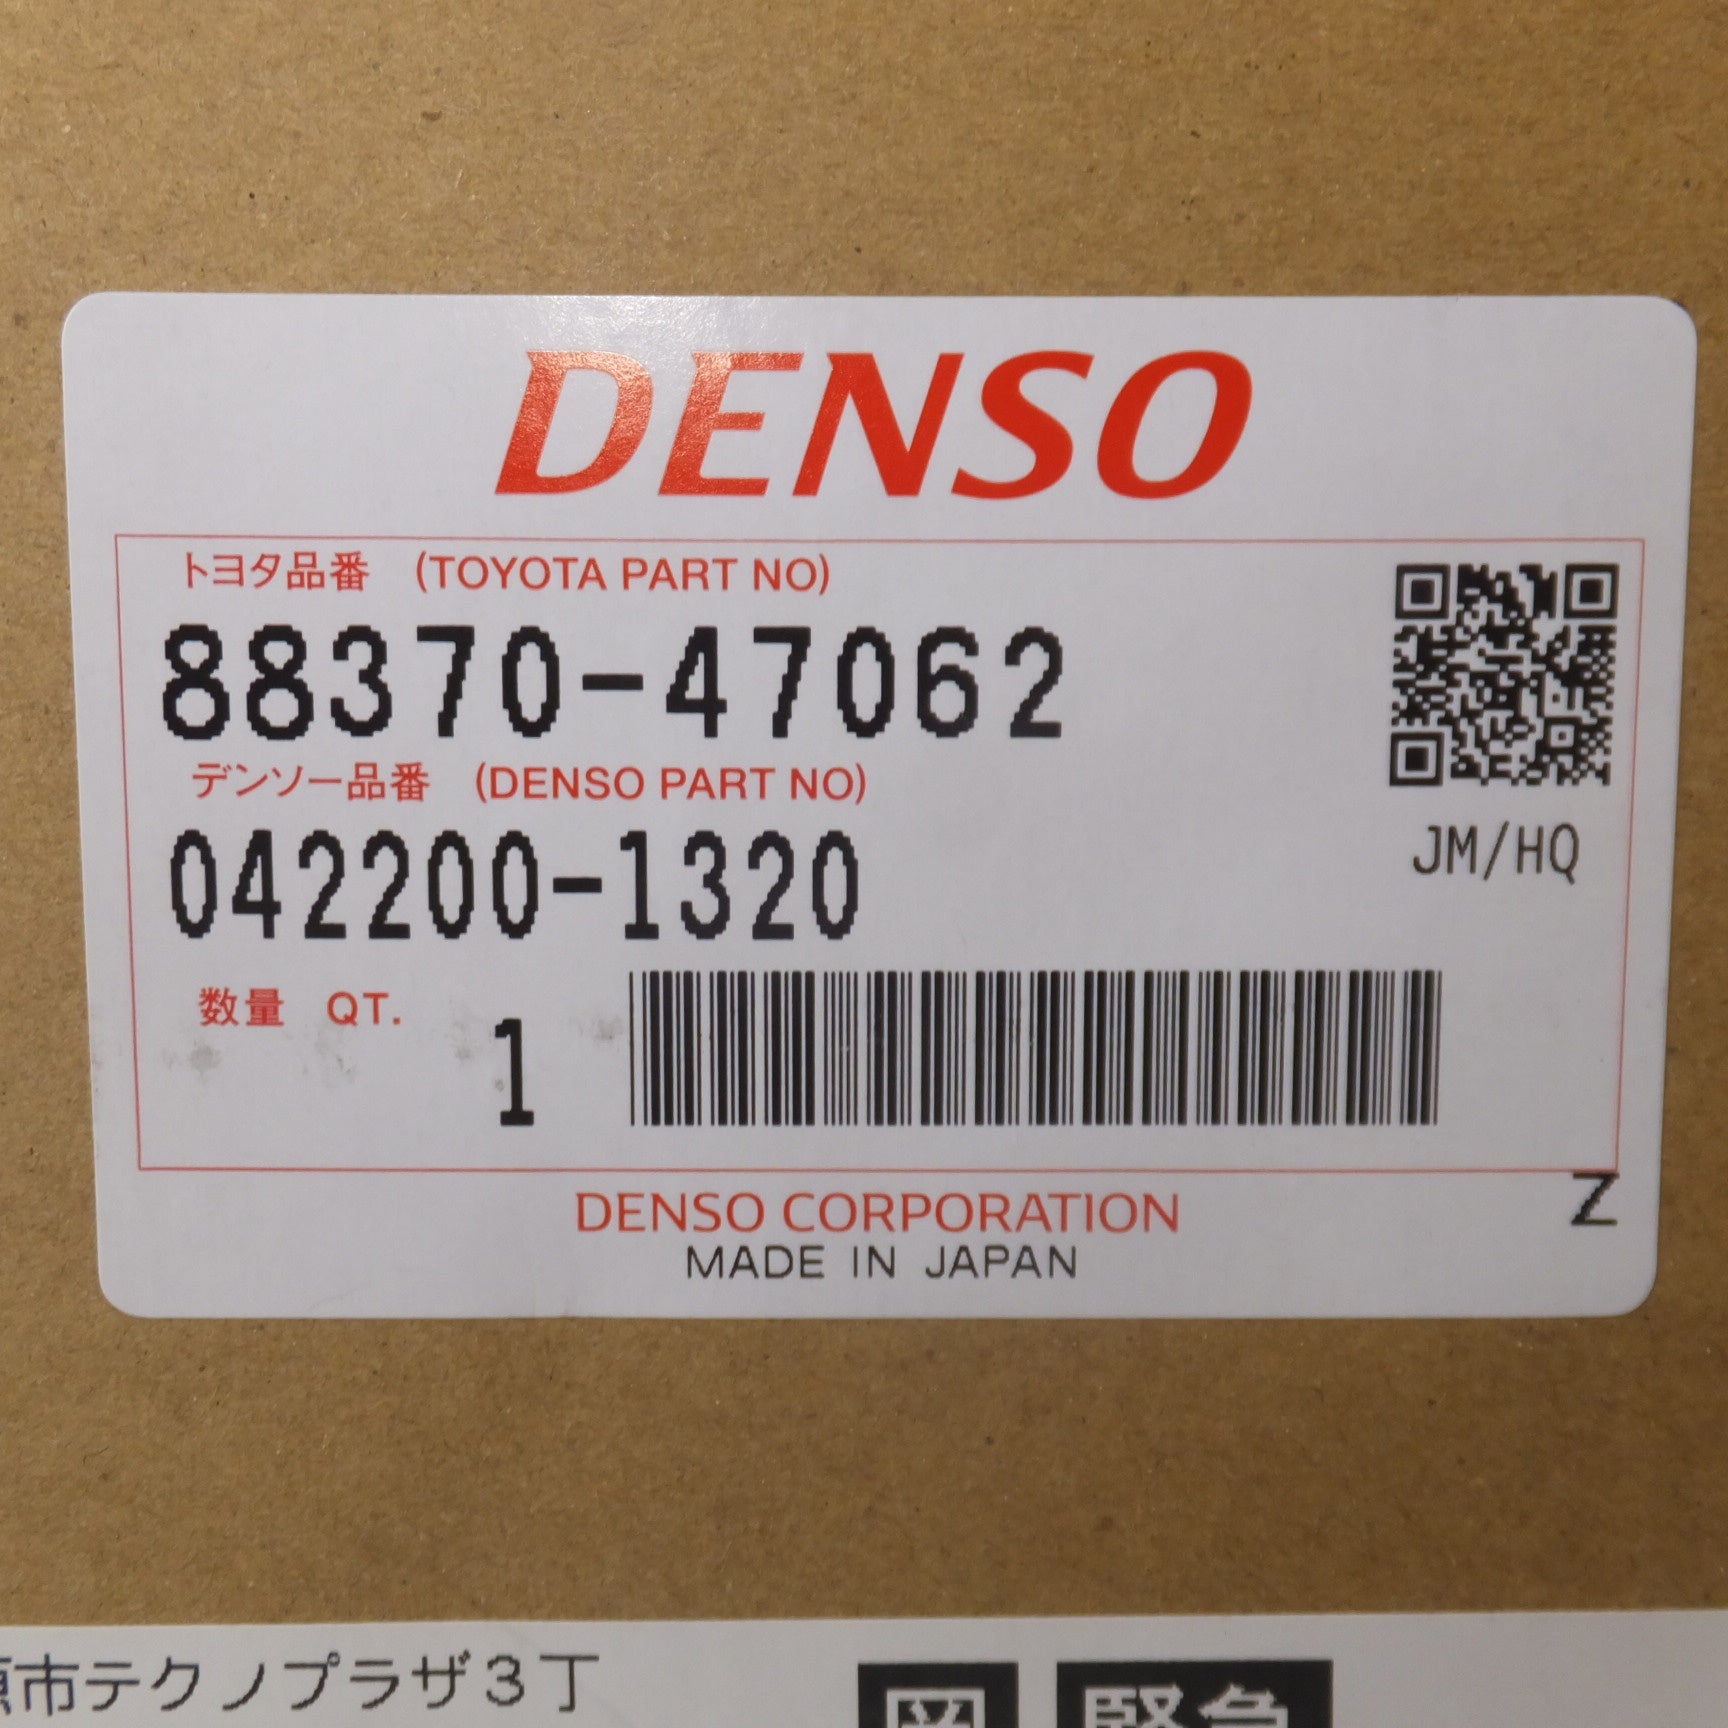 DENSO
トヨタ品番 (TOYOTA PART NO)
88370-47062
デンソー品番 (DENSO PART NO)
042200-1320
JM/HQ
数量 QT.
1
Z
DENSO CORPORATION
MADE IN JAPAN
市テクノプラザ3丁
緊急